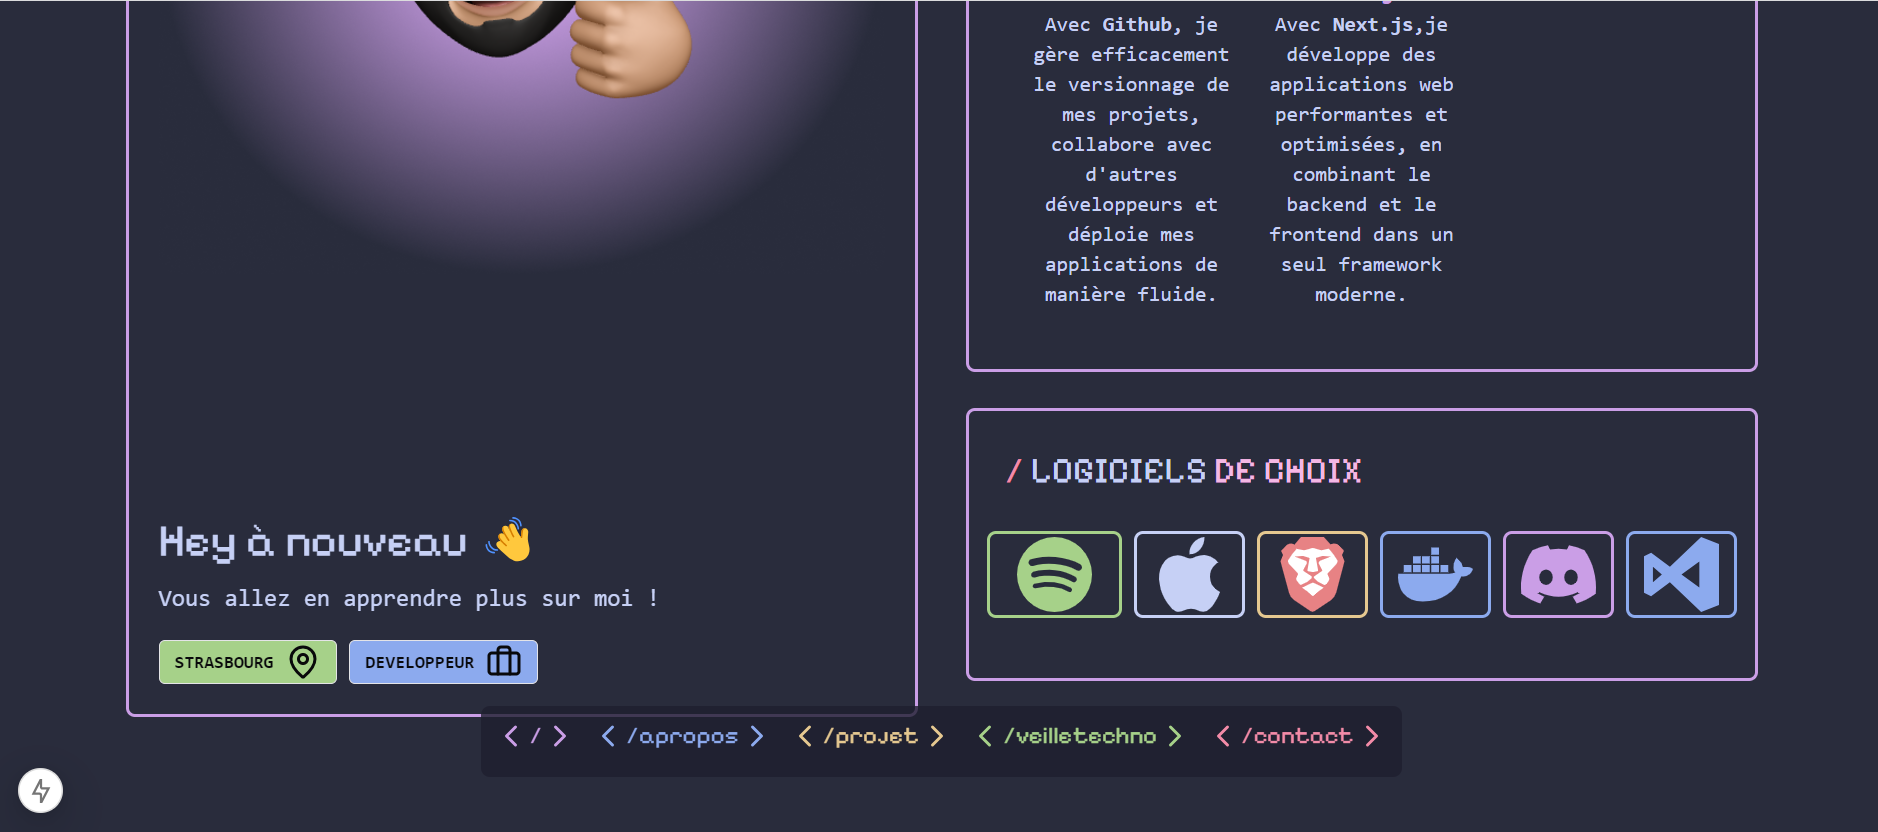 Avec Github, je
gère efficacement
le versionnage de
mes projets,
collabore avec
d'autres
développeurs et
déploie mes
applications de
manière fluide.
Avec Next.js,je
développe des
applications web
performantes et
optimisées, en
combinant le
backend et le
frontend dans un
seul framework
moderne.
Hey à nouveau
Vous allez en apprendre plus sur moi !
STRASBOURG
DEVELOPPEUR
/ LOGICIELS DE CHOIX
< / >
< /apropos >
< /projet >
< /veilletechno >
< /contact >